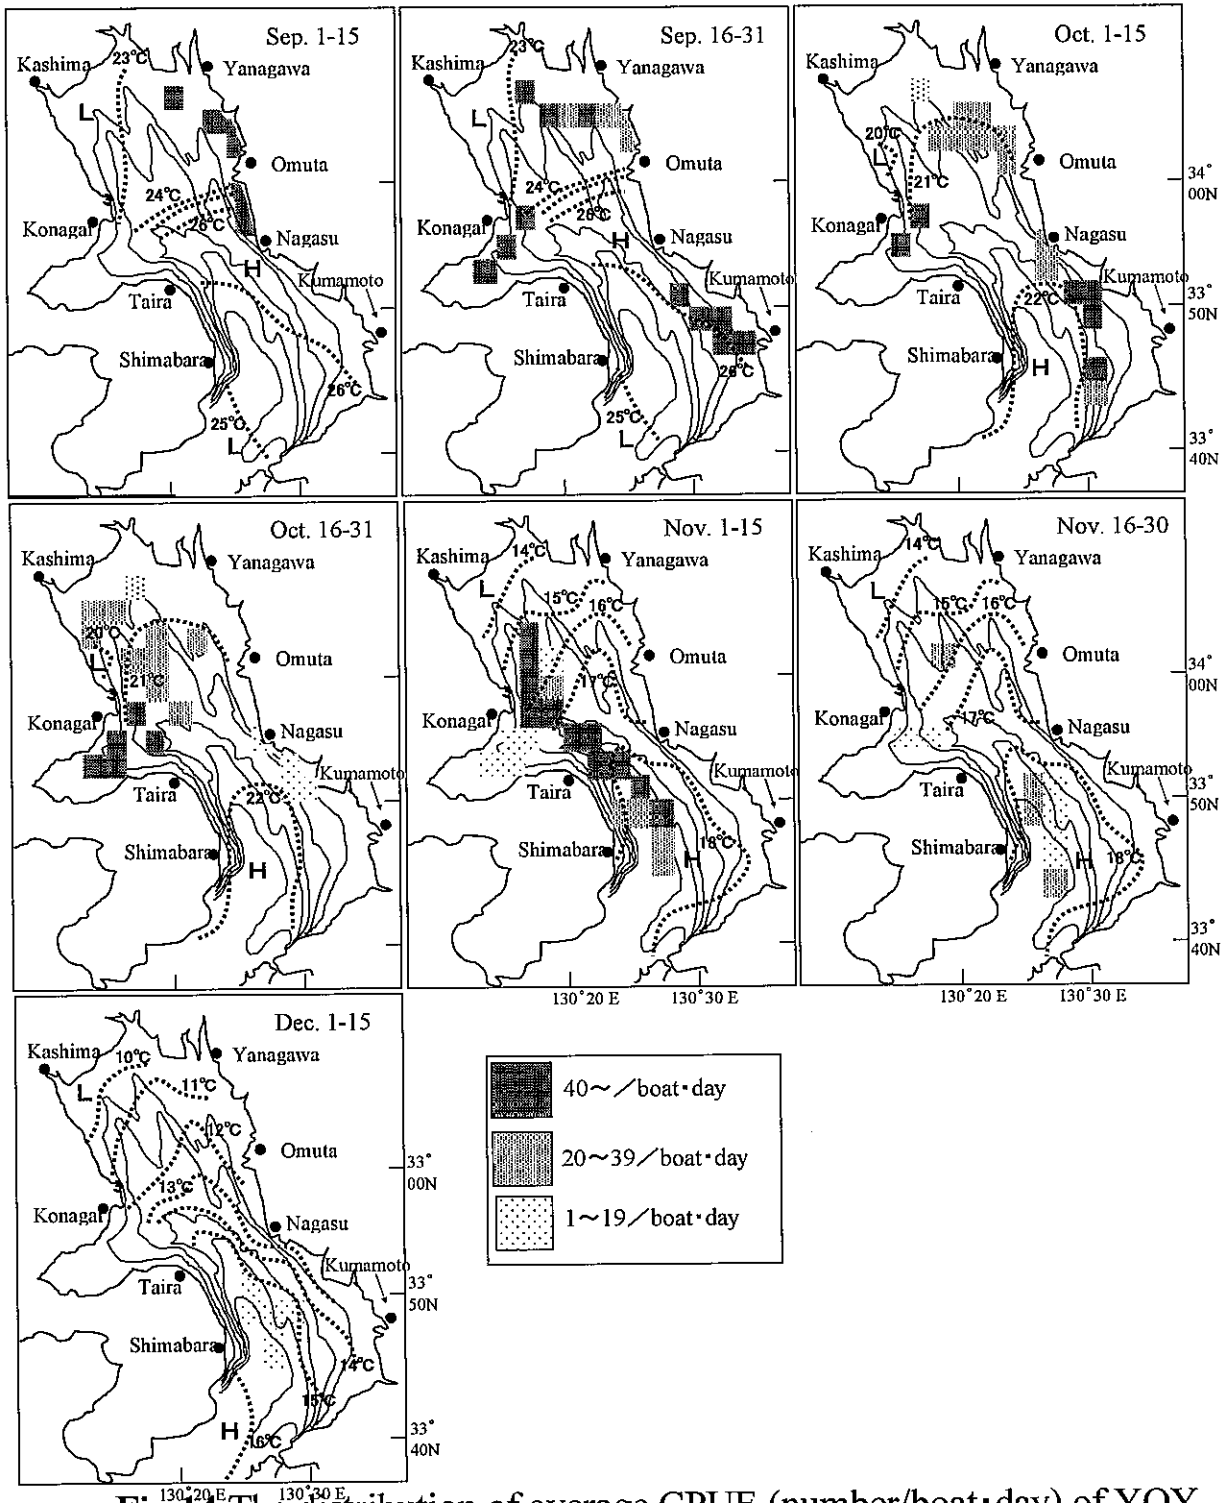 Sep. 1-15
Kashima
23℃
Yanagawa
L
Omuta
24℃
26℃
Konagai
Nagasu
H
Kumamoto
Taira
Shimabara
26℃
25℃
L
Sep. 16-31
Kashima
23℃
Yanagawa
L
Omuta
24℃
26℃
Konagai
H
Nagasu
Kumamoto
Taira
Shimabara
26℃
25℃
L
Oct. 1-15
Kashima
Yanagawa
20℃
L
Omuta
21℃
34°
00N
Konagai
Nagasu
Kumamoto
Taira
22℃
33°
50N
Shimabara
H
33°
40N
Oct. 16-31
Kashima
Yanagawa
20℃
L
Omuta
21℃
Konagai
Nagasu
Kumamoto
Taira
22℃
Shimabara
H
Nov. 1-15
Kashima
14℃
Yanagawa
L
15℃
16℃
Omuta
17℃
Konagai
Nagasu
Kumamoto
Taira
Shimabara
18℃
H
130°20 E
130°30 E
Nov. 16-30
Kashima
14℃
Yanagawa
L
15℃
16℃
Omuta
34°
00N
Konagai
17℃
Nagasu
Kumamoto
Taira
33°
50N
Shimabara
H
18℃
33°
40N
130°20 E
130°30 E
Dec. 1-15
Kashima
10℃
Yanagawa
L
11℃
12℃
Omuta
33°
00N
13℃
Konagai
Nagasu
Kumamoto
Taira
33°
50N
Shimabara
14℃
15℃
H
16℃
33°
40N
130°20 E
130°30 E
40～／boat・day
20～39／boat・day
1～19／boat・day
distribution of average CPUE (number/boat・day) of YOY